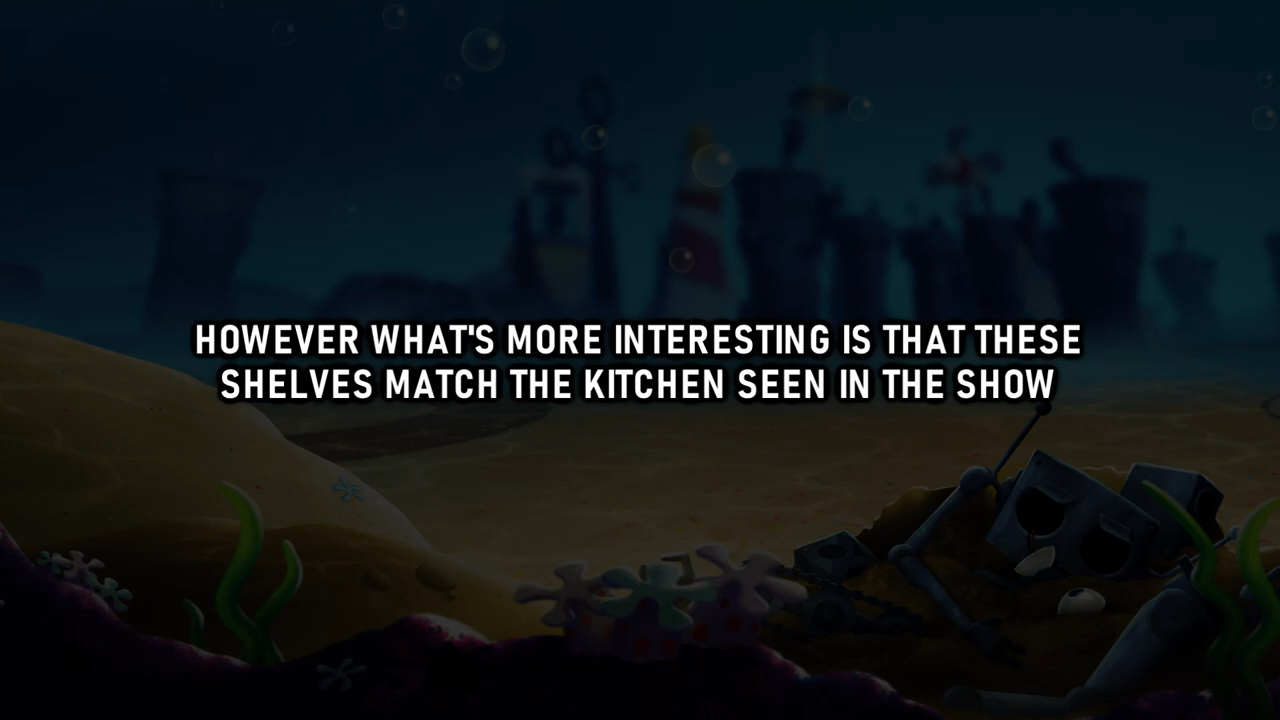 HOWEVER WHAT'S MORE INTERESTING IS THAT THESE
SHELVES MATCH THE KITCHEN SEEN IN THE SHOW